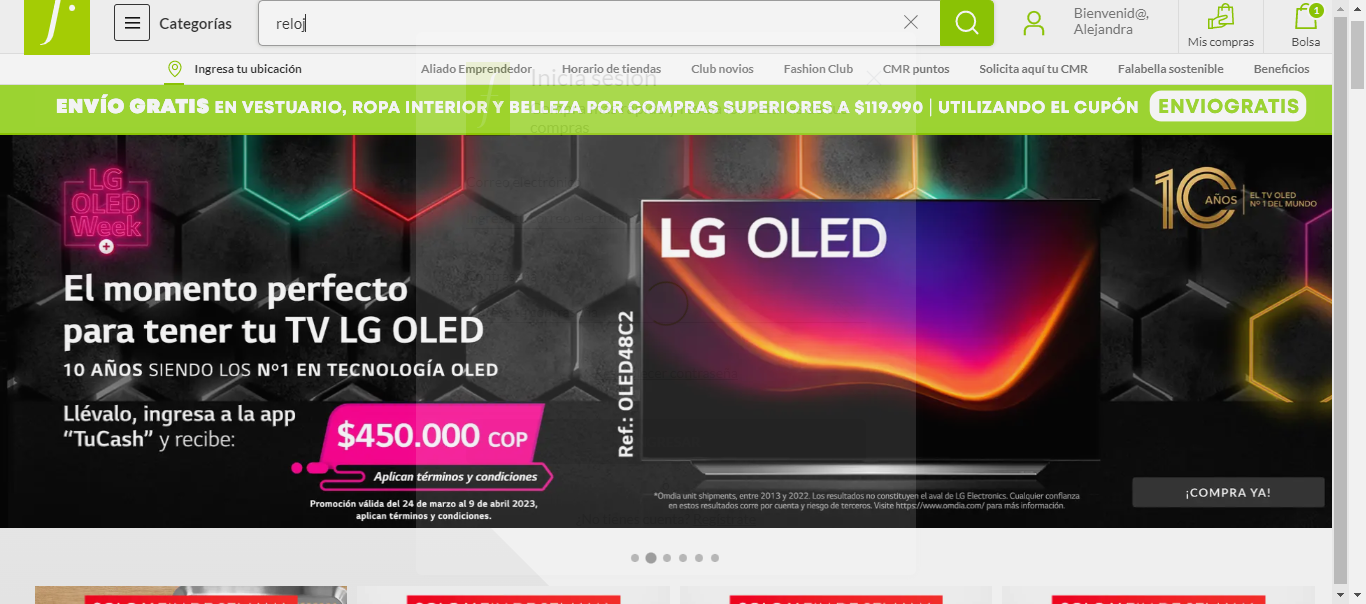 f.
Categorías
reloj
Bienvenid@,
Alejandra
Mis compras
1
Bolsa
Ingresa tu ubicación
Aliado Emprendedor
Horario de tiendas
Club novios
Fashion Club
CMR puntos
Solicita aquí tu CMR
Falabella sostenible
Beneficios
Inicia sesión
compras
ENVÍO GRATIS EN VESTUARIO, ROPA INTERIOR Y BELLEZA POR COMPRAS SUPERIORES A $119.990 | UTILIZANDO EL CUPÓN ENVIOGRATIS
LG
OLED
Week
10 AÑOS
EL TV OLED
Nº 1 DEL MUNDO
LG OLED
El momento perfecto
para tener tu TV LG OLED
10 AÑOS SIENDO LOS Nº1 EN TECNOLOGÍA OLED
Llévalo, ingresa a la app
“TuCash” y recibe:
$450.000 COP
Aplican términos y condiciones
Promoción válida del 24 de marzo al 9 de abril 2023,
aplican términos y condiciones.
Ref.: OLED48C2
*Omdia unit shipments, entre 2013 y 2022. Los resultados no constituyen el aval de LG Electronics. Cualquier confianza
en estos resultados corre por cuenta y riesgo de terceros. Visite https://www.omdia.com/ para más información.
¡COMPRA YA!